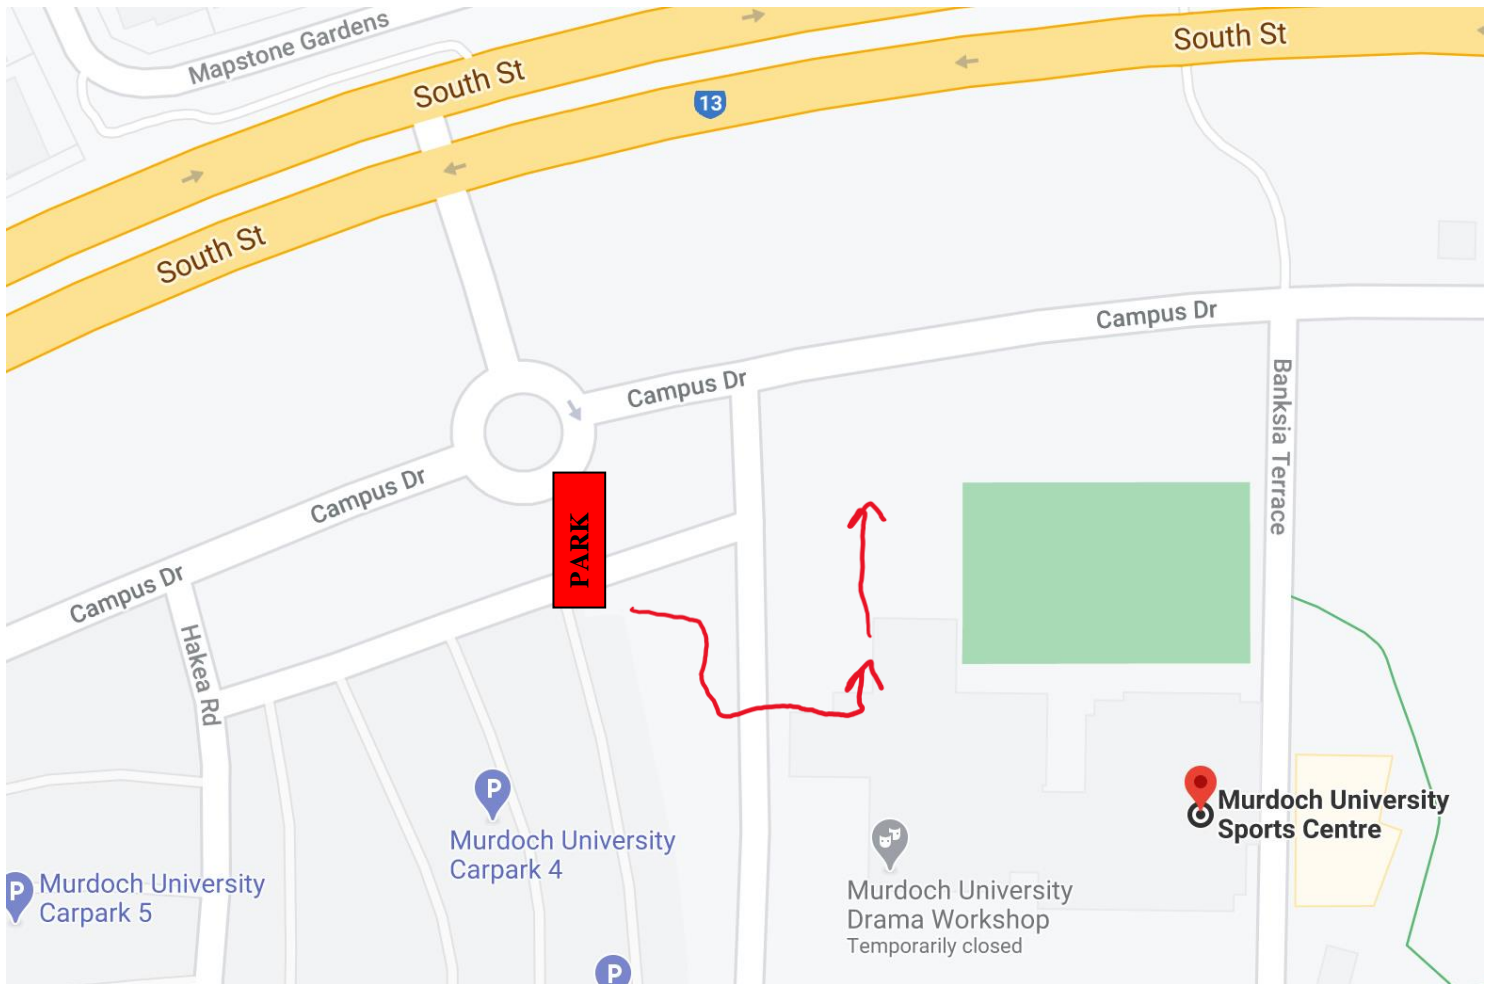 Mapstone Gardens
South St
South St
13
South St
Campus Dr
Campus Dr
Campus Dr
Campus Dr
Banksia Terrace
PARK
Hakea Rd
P
Murdoch University
Carpark 4
P
Murdoch University
Carpark 5
P
Murdoch University
Drama Workshop
Temporarily closed
Murdoch University
Sports Centre